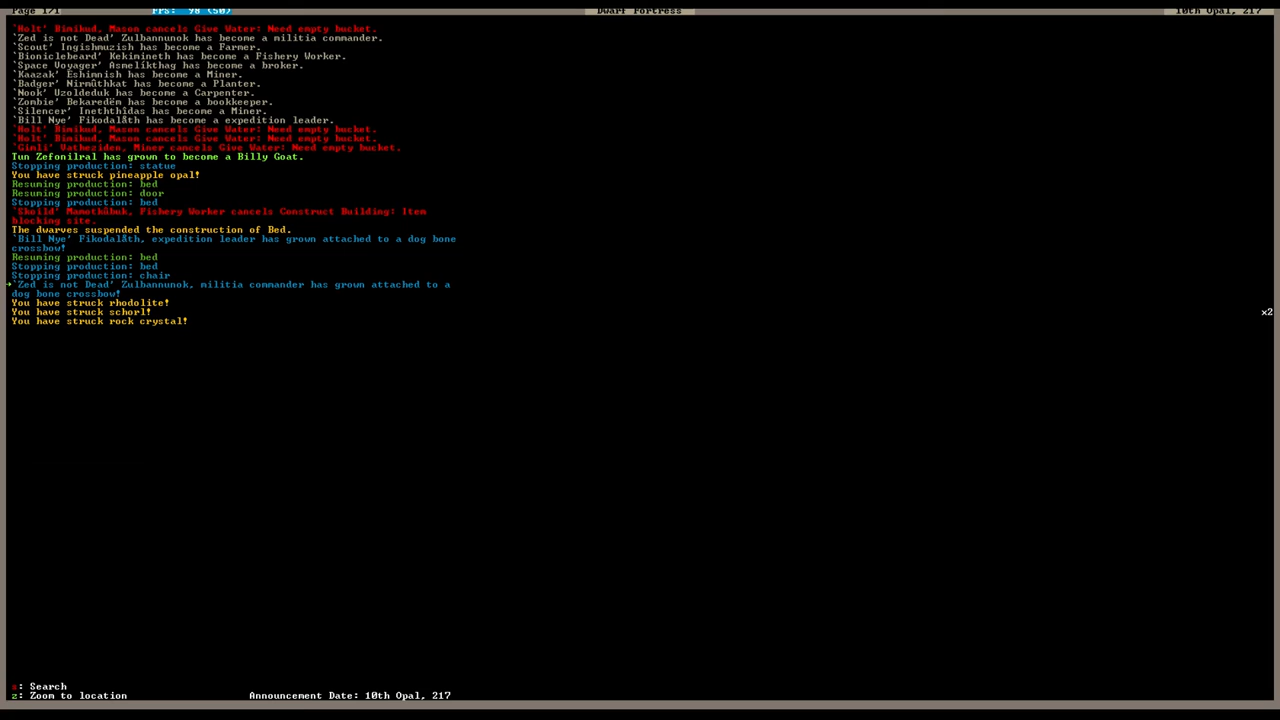 Page 1/1 FPS: 98 (50) Dwarf Fortress 10th Opal, 217
`Holt' Bimikud, Mason cancels Give Water: Need empty bucket.
`Zed is not Dead' Zulbannunok has become a militia commander.
`Scout' Ingishmuzish has become a Farmer.
`Bioniclebeard' Kekimineth has become a Fishery Worker.
`Space Voyager' Asmelikthag has become a broker.
`Kaazak' Eshimnish has become a Miner.
`Badger' Nirmûthkat has become a Planter.
`Nook' Uzoldeduk has become a Carpenter.
`Zombie' Bekaredëm has become a bookkeeper.
`Silencer' Ineththîdas has become a Miner.
`Bill Nye' Fikodalåth has become a expedition leader.
`Holt' Bimikud, Mason cancels Give Water: Need empty bucket.
`Holt' Bimikud, Mason cancels Give Water: Need empty bucket.
`Gimli' Vatheziden, Miner cancels Give Water: Need empty bucket.
Tun Zefonilral has grown to become a Billy Goat.
Stopping production: statue
You have struck pineapple opal!
Resuming production: bed
Resuming production: door
Stopping production: bed
Fishery Worker cancels Construct Building: Item
blocking site.
The dwarves suspended the construction of Bed.
`Bill Nye' Fikodalåth, expedition leader has grown attached to a dog bone
crossbow!
Resuming production: bed
Stopping production: bed
Stopping production: chair
`Zed is not Dead' Zulbannunok, militia commander has grown attached to a
dog bone crossbow!
You have struck rhodolite!
You have struck schorl! x2
You have struck rock crystal!
s: Search
z: Zoom to location Announcement Date: 10th Opal, 217